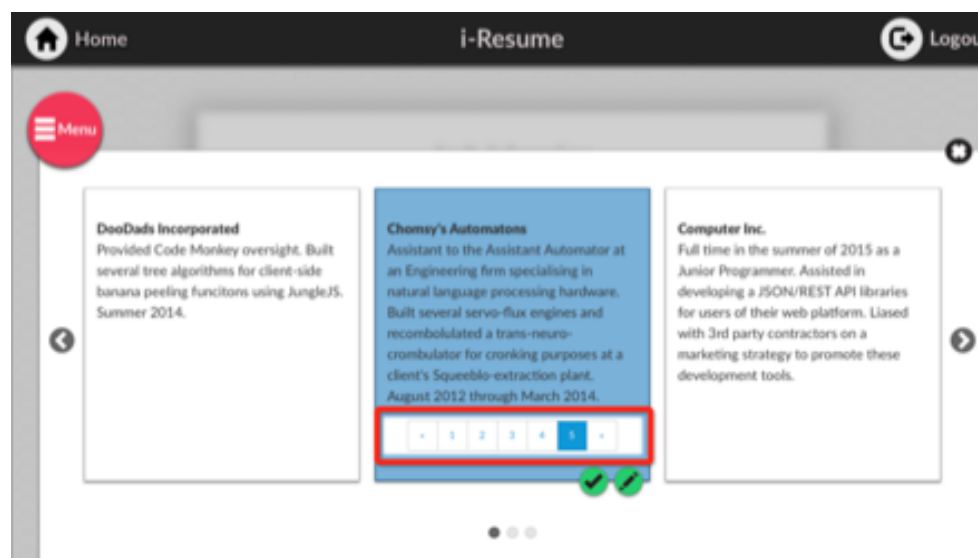 Home
i-Resume
Logou
Menu
DooDads Incorporated
Provided Code Monkey oversight. Built
several tree algorithms for client-side
banana peeling funcitons using JungleJS.
Summer 2014.
Chomsy's Automatons
Assistant to the Assistant Automator at
an Engineering firm specialising in
natural language processing hardware.
Built several servo-flux engines and
recombolulated a trans-neuro-
crombulator for cronking purposes at a
client's Squeeblo-extraction plant.
August 2012 through March 2014.
« 1 2 3 4 5 »
Computer Inc.
Full time in the summer of 2015 as a
Junior Programmer. Assisted in
developing a JSON/REST API libraries
for users of their web platform. Liased
with 3rd party contractors on a
marketing strategy to promote these
development tools.